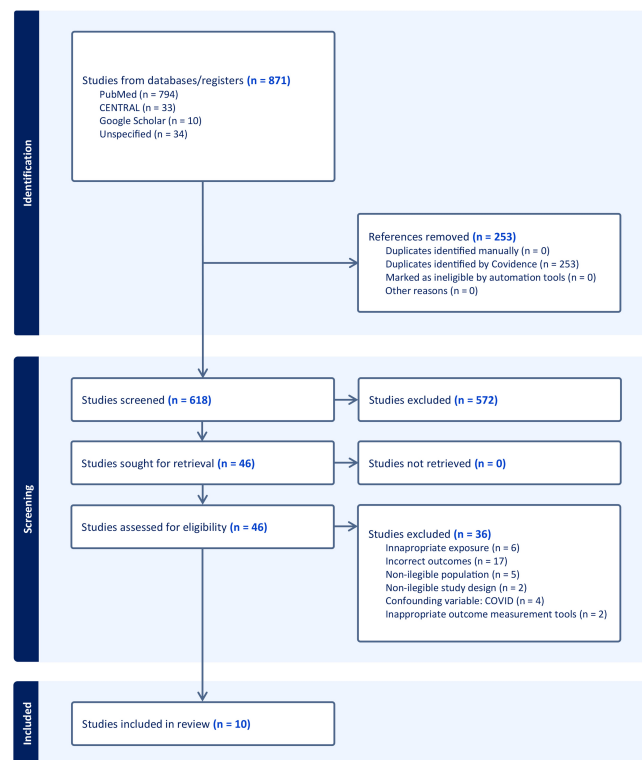 Identification
Studies from databases/registers (n = 871)
PubMed (n = 794)
CENTRAL (n = 33)
Google Scholar (n = 10)
Unspecified (n = 34)
References removed (n = 253)
Duplicates identified manually (n = 0)
Duplicates identified by Covidence (n = 253)
Marked as ineligible by automation tools (n = 0)
Other reasons (n = 0)
Screening
Studies screened (n = 618)
Studies excluded (n = 572)
Studies sought for retrieval (n = 46)
Studies not retrieved (n = 0)
Studies assessed for eligibility (n = 46)
Studies excluded (n = 36)
Innapropriate exposure (n = 6)
Incorrect outcomes (n = 17)
Non-ilegible population (n = 5)
Non-ilegible study design (n = 2)
Confounding variable: COVID (n = 4)
Inappropriate outcome measurement tools (n = 2)
Included
Studies included in review (n = 10)